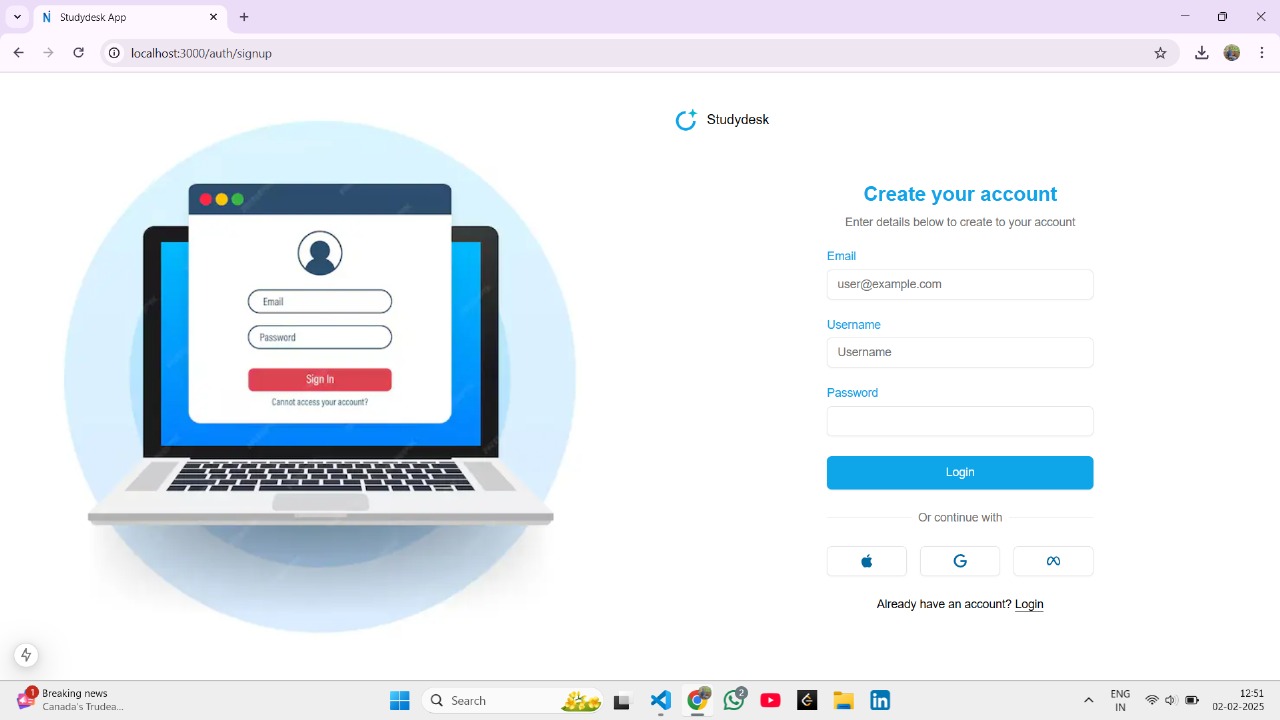 Studydesk App
localhost:3000/auth/signup
Studydesk
Email
Password
Sign In
Cannot access your account?
Create your account
Enter details below to create to your account
Email
user@example.com
Username
Username
Password
Login
Or continue with
Already have an account? Login
1
Breaking news
Canada's Trudea...
Search
2
ENG
IN
12:51
02-02-2025